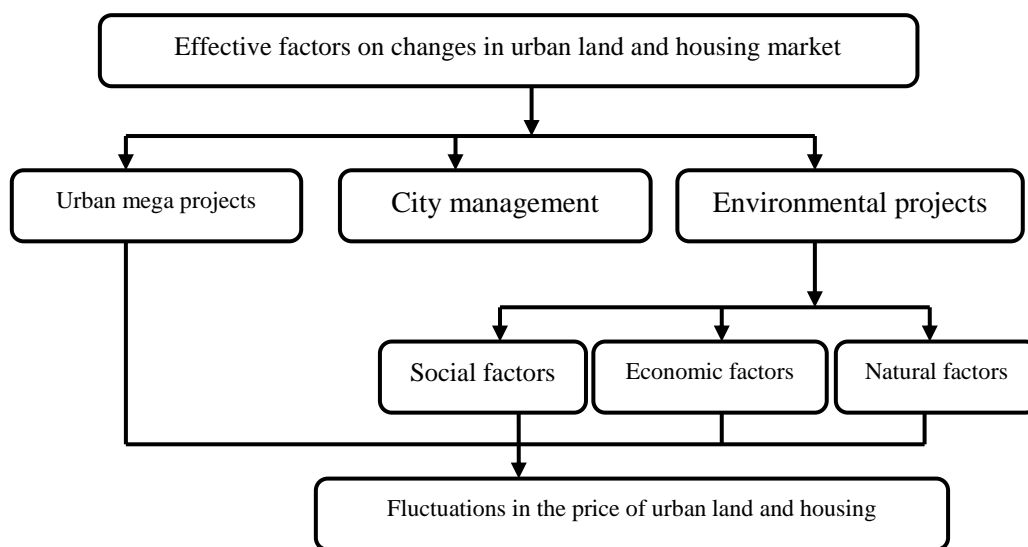 Effective factors on changes in urban land and housing market
Urban mega projects
City management
Environmental projects
Social factors
Economic factors
Natural factors
Fluctuations in the price of urban land and housing